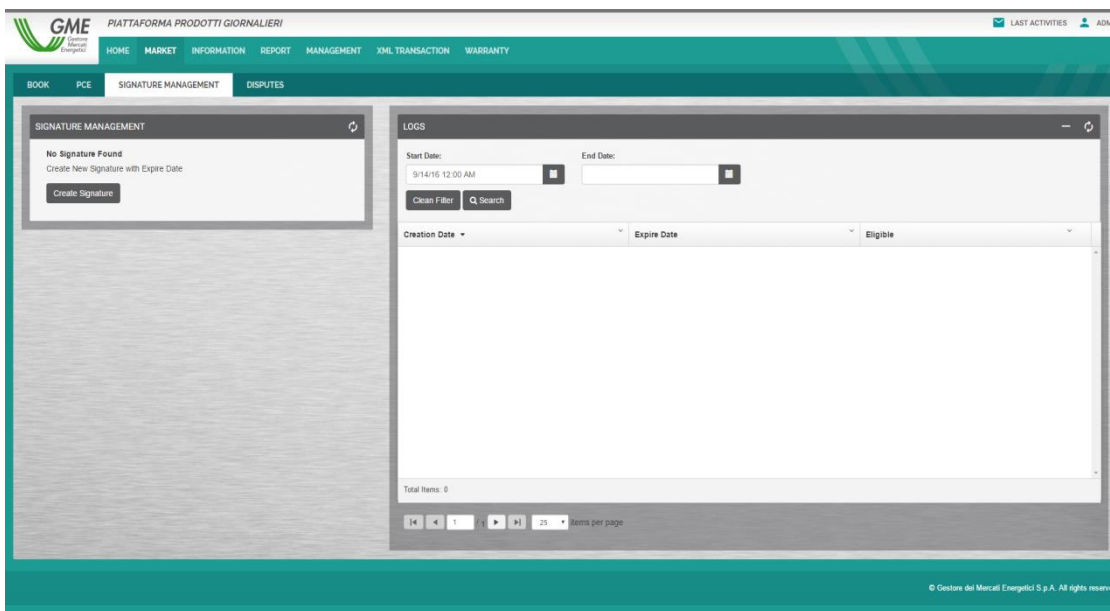 GME
Gestore
Mercati
Energetici
PIATTAFORMA PRODOTTI GIORNALIERI
LAST ACTIVITIES ADM
HOME MARKET INFORMATION REPORT MANAGEMENT XML TRANSACTION WARRANTY
BOOK PCE SIGNATURE MANAGEMENT DISPUTES
SIGNATURE MANAGEMENT
No Signature Found
Create New Signature with Expire Date
Create Signature
LOGS
Start Date: End Date:
9/14/16 12:00 AM
Clean Filter Search
Creation Date Expire Date Eligible
Total Items: 0
1 / 1 25 items per page
© Gestore dei Mercati Energetici S.p.A. All rights reserv